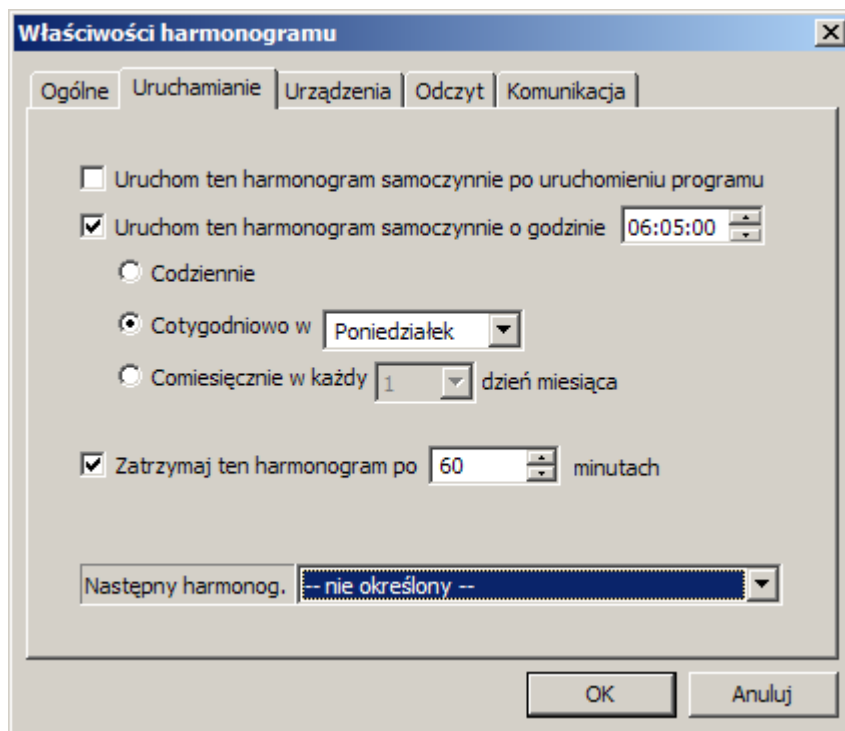 Właściwości harmonogramu
Ogólne Uruchamianie Urządzenia Odczyt Komunikacja
Uruchom ten harmonogram samoczynnie po uruchomieniu programu
Uruchom ten harmonogram samoczynnie o godzinie 06:05:00
Codziennie
Cotygodniowo w Poniedziałek
Comiesięcznie w każdy 1 dzień miesiąca
Zatrzymaj ten harmonogram po 60 minutach
Następny harmonog. -- nie określony --
OK Anuluj